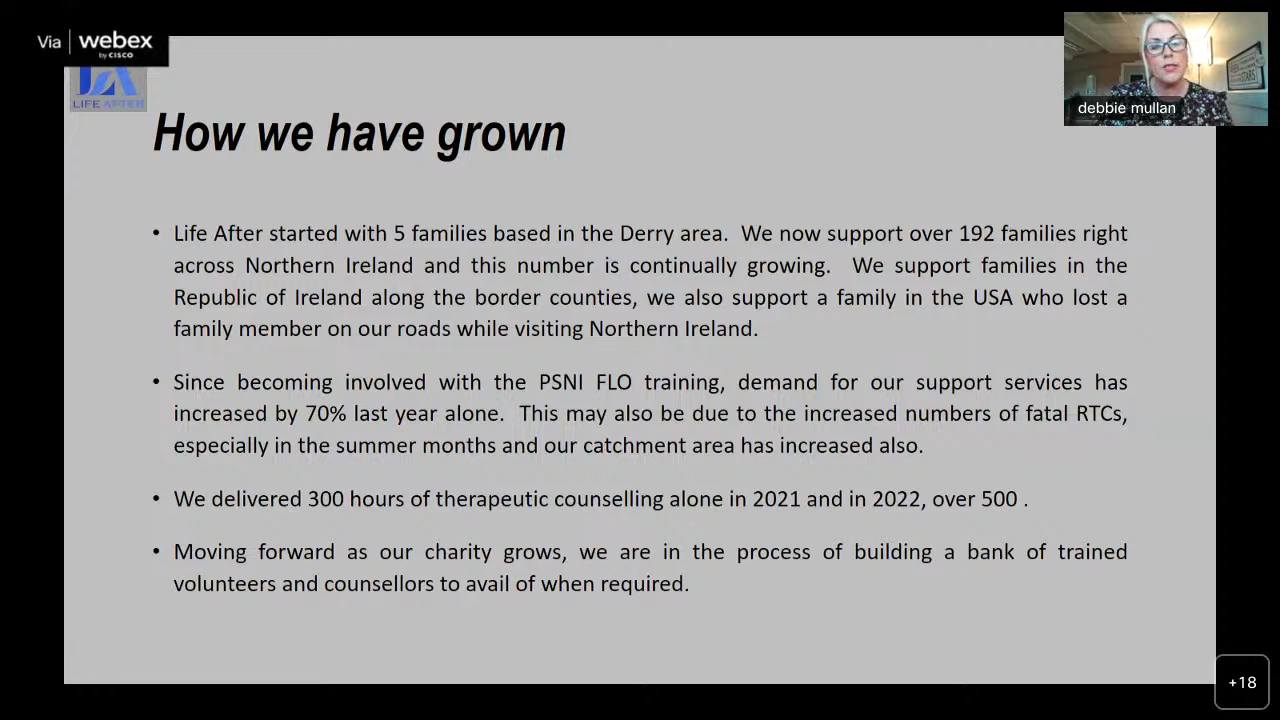 Via webex
by CISCO
LIFE AFTER
debbie mullan
How we have grown
• Life After started with 5 families based in the Derry area. We now support over 192 families right
across Northern Ireland and this number is continually growing. We support families in the
Republic of Ireland along the border counties, we also support a family in the USA who lost a
family member on our roads while visiting Northern Ireland.
• Since becoming involved with the PSNI FLO training, demand for our support services has
increased by 70% last year alone. This may also be due to the increased numbers of fatal RTCs,
especially in the summer months and our catchment area has increased also.
• We delivered 300 hours of therapeutic counselling alone in 2021 and in 2022, over 500 .
• Moving forward as our charity grows, we are in the process of building a bank of trained
volunteers and counsellors to avail of when required.
+18